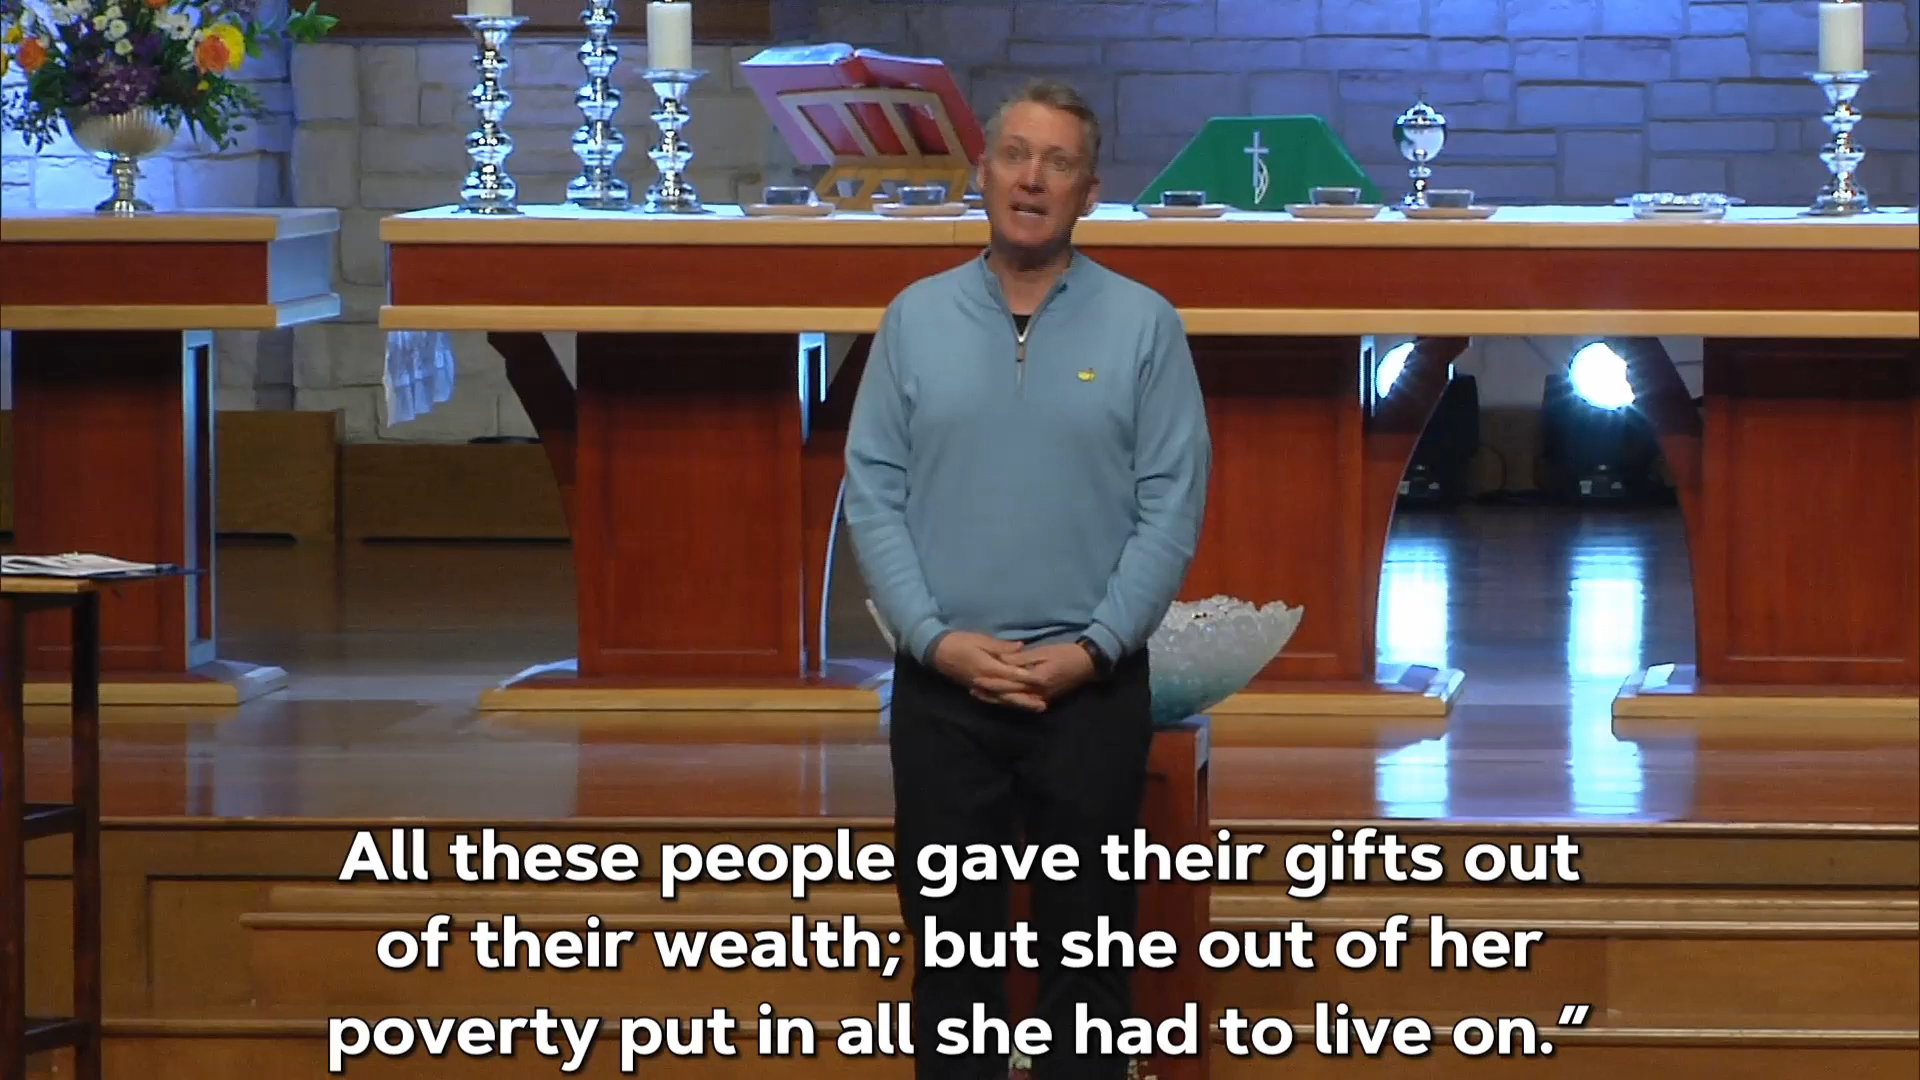 All these people gave their gifts out
of their wealth; but she out of her
poverty put in all she had to live on.”